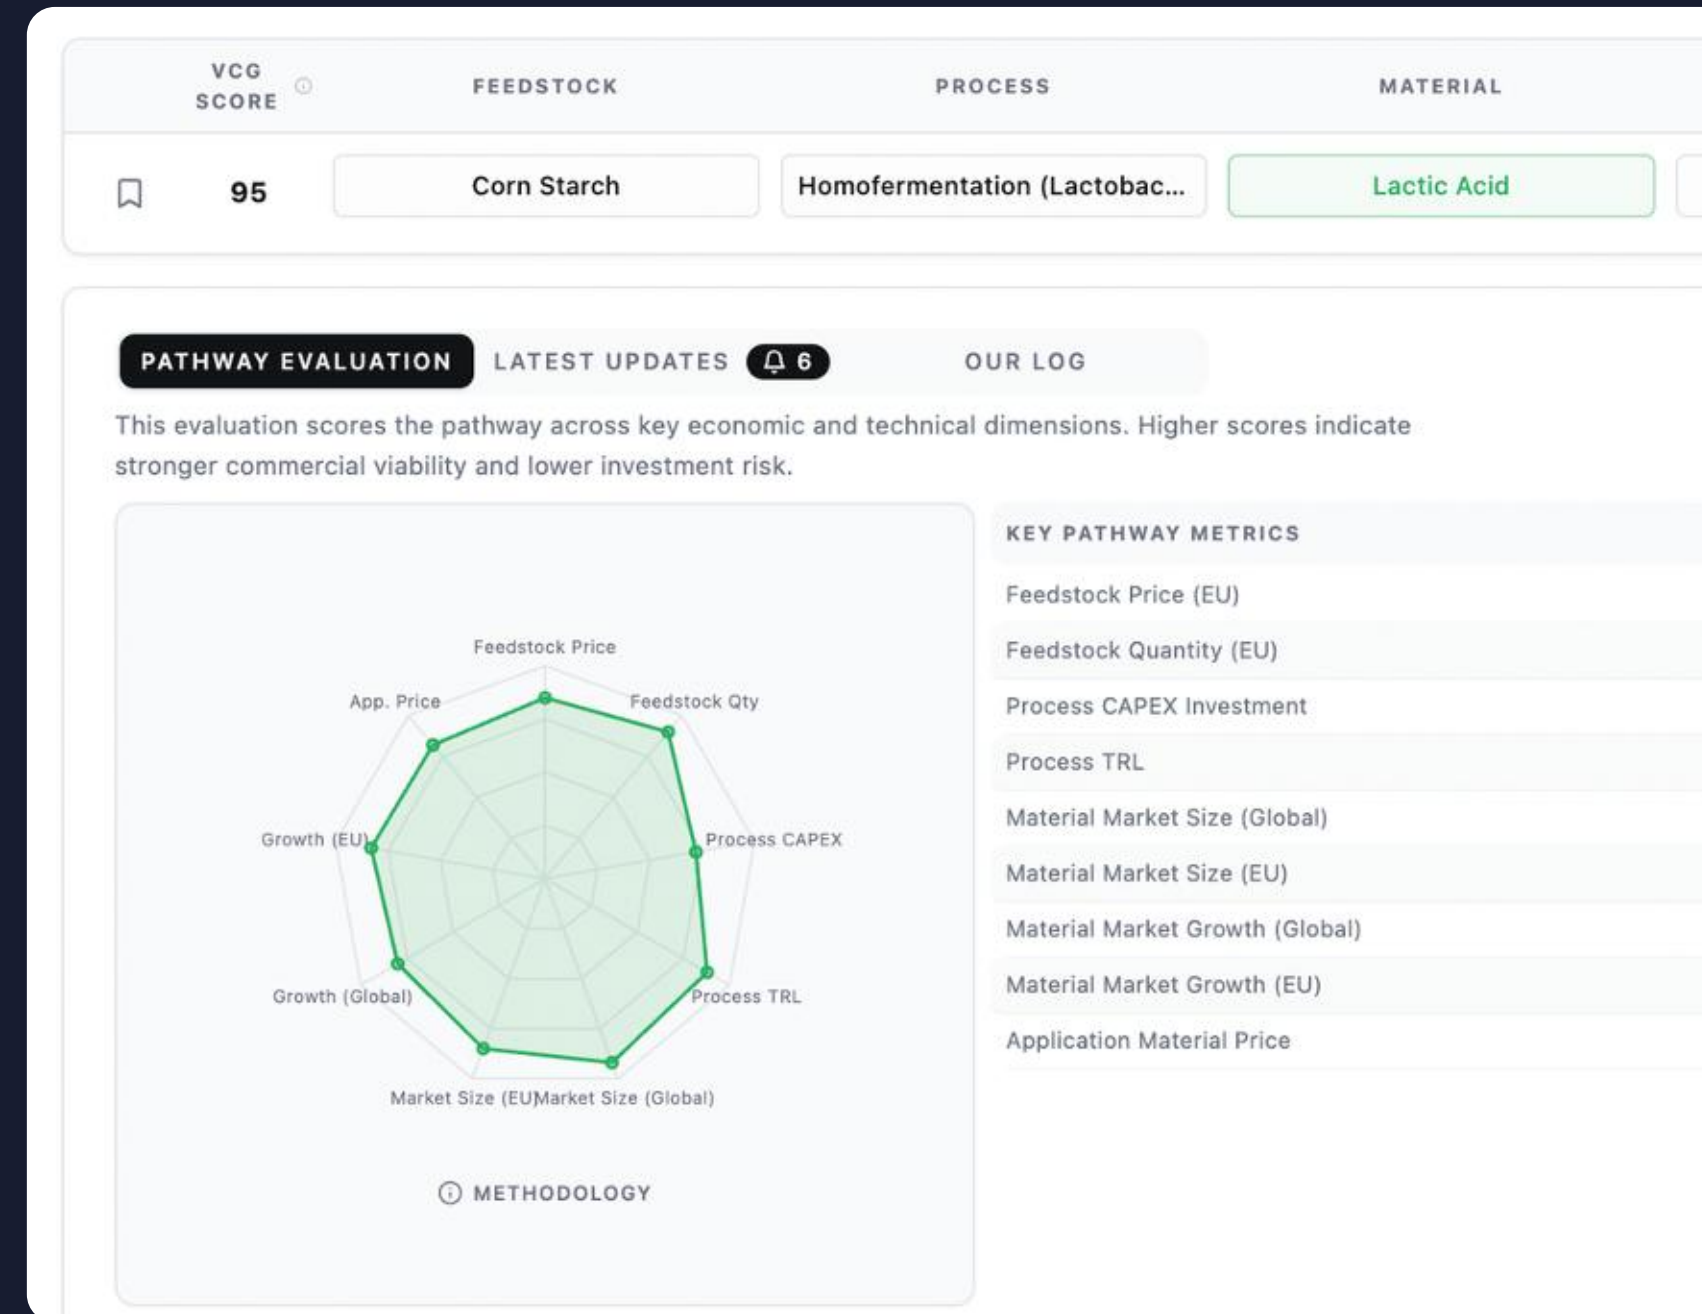 VCG
SCORE
FEEDSTOCK
PROCESS
MATERIAL
95
Corn Starch
Homofermentation (Lactobac...
Lactic Acid
PATHWAY EVALUATION
LATEST UPDATES
6
OUR LOG
This evaluation scores the pathway across key economic and technical dimensions. Higher scores indicate
stronger commercial viability and lower investment risk.
Feedstock Price
App. Price
Feedstock Qty
Growth (EU)
Process CAPEX
Growth (Global)
Process TRL
Market Size (EU)
Market Size (Global)
METHODOLOGY
KEY PATHWAY METRICS
Feedstock Price (EU)
Feedstock Quantity (EU)
Process CAPEX Investment
Process TRL
Material Market Size (Global)
Material Market Size (EU)
Material Market Growth (Global)
Material Market Growth (EU)
Application Material Price